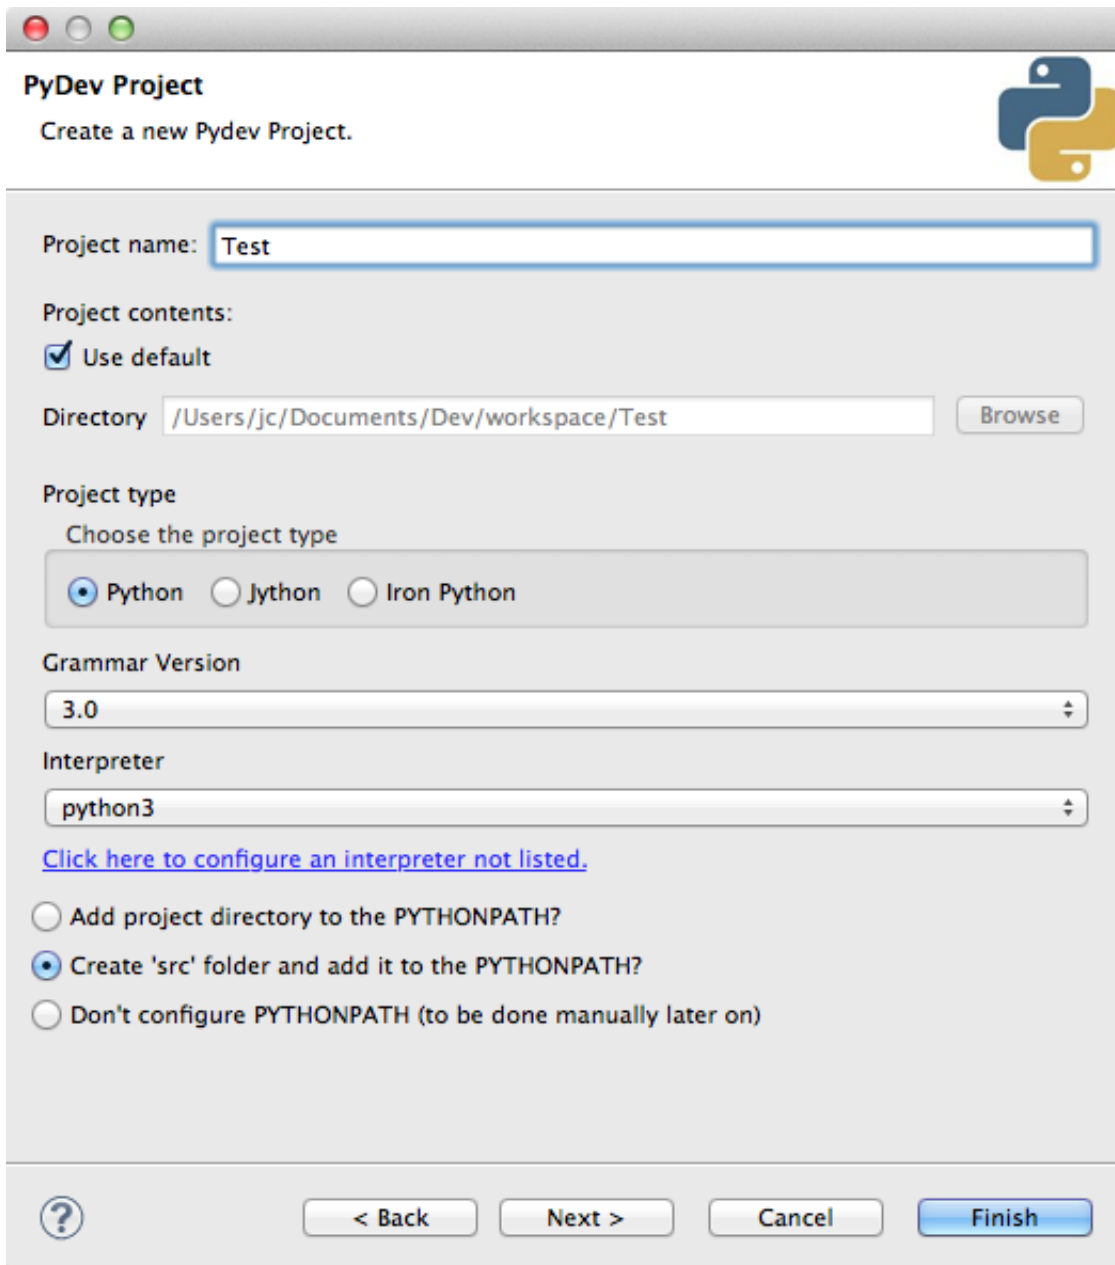 PyDev Project
Create a new Pydev Project.
Project name: Test
Project contents:
Use default
Directory /Users/jc/Documents/Dev/workspace/Test Browse
Project type
Choose the project type
Python Jython Iron Python
Grammar Version
3.0
Interpreter
python3
Click here to configure an interpreter not listed.
Add project directory to the PYTHONPATH?
Create 'src' folder and add it to the PYTHONPATH?
Don't configure PYTHONPATH (to be done manually later on)
? < Back Next > Cancel Finish